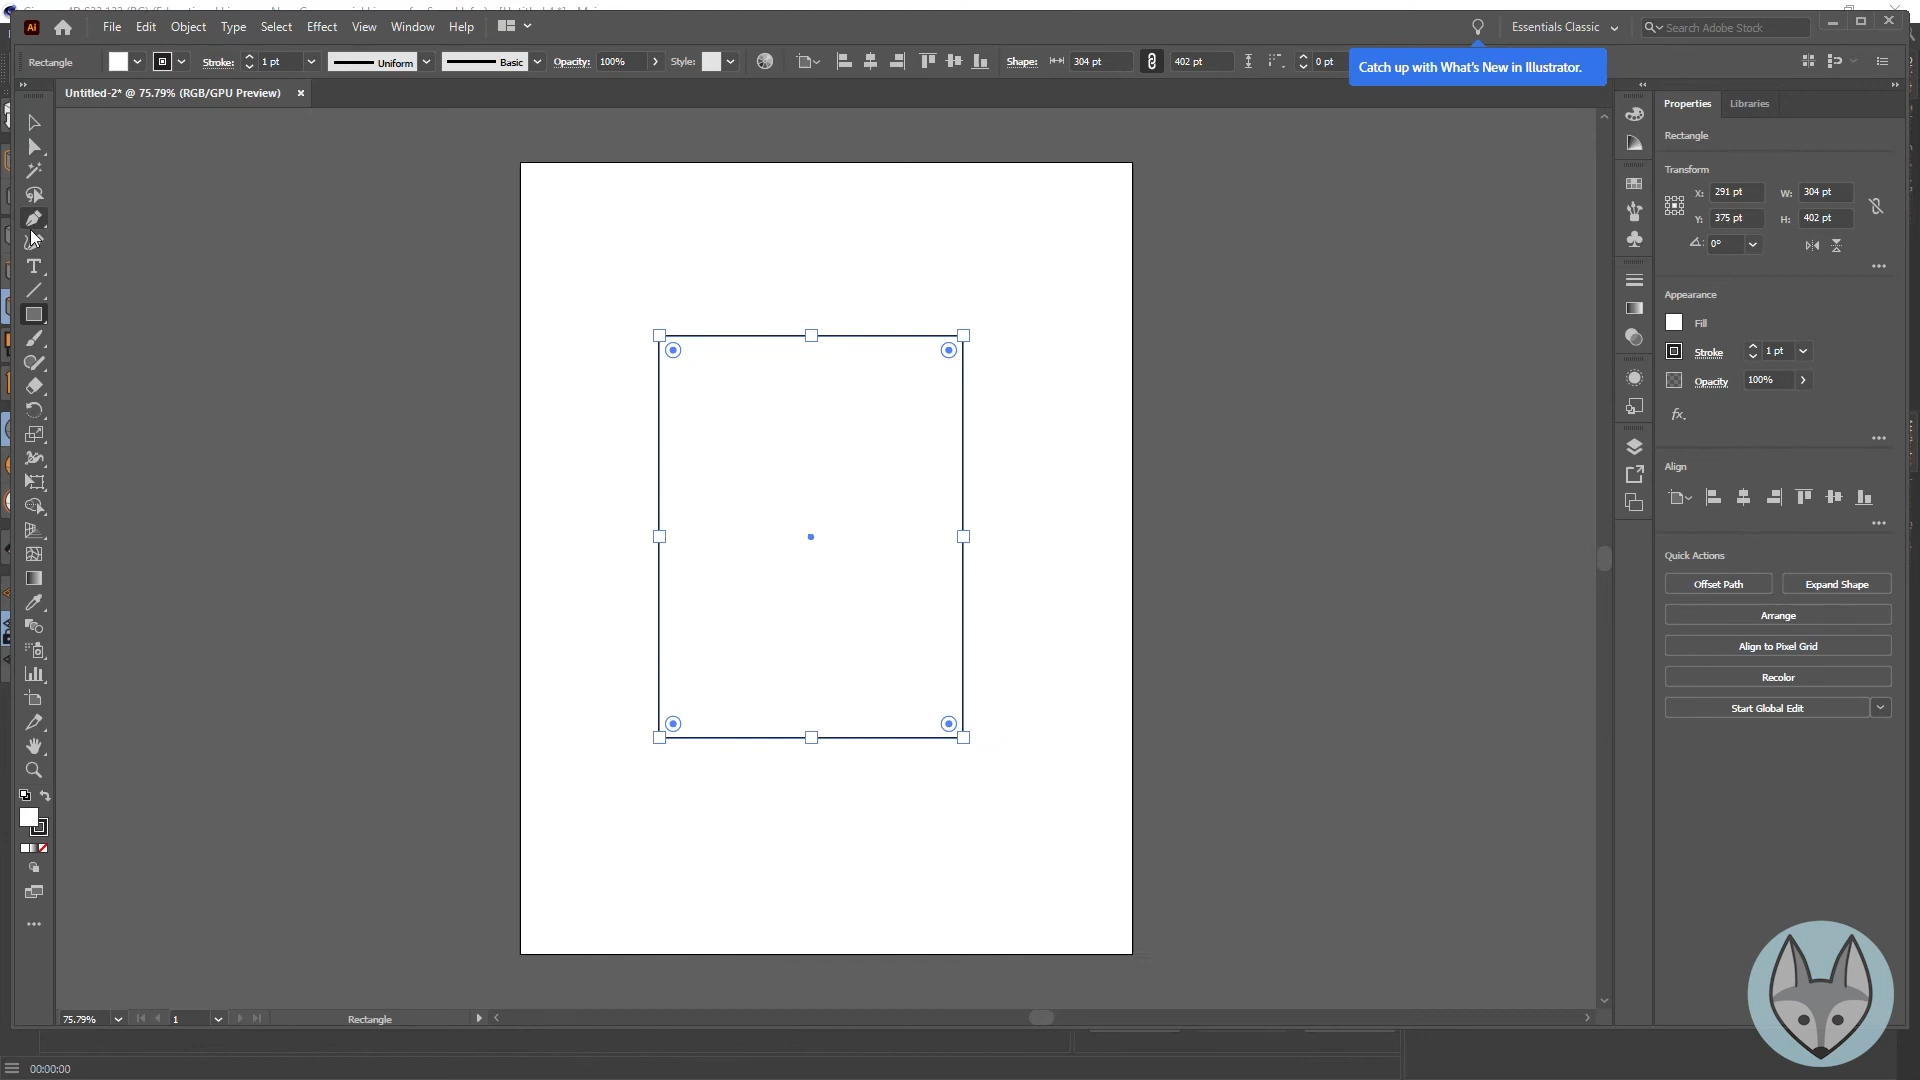 File Edit Object Type Select Effect View Window Help
Essentials Classic
Search Adobe Stock
Rectangle
Stroke: 1 pt
Uniform
Basic
Opacity: 100%
Style:
Shape: 304 pt
402 pt
0 pt
Catch up with What's New in Illustrator.
Untitled-2* @ 75.79% (RGB/GPU Preview)
Properties Libraries
Rectangle
Transform
X: 291 pt W: 304 pt
Y: 375 pt H: 402 pt
0°
Appearance
Fill
Stroke 1 pt
Opacity 100%
fx.
Align
Quick Actions
Offset Path Expand Shape
Arrange
Align to Pixel Grid
Recolor
Start Global Edit
75.79% 1 Rectangle
00:00:00
Ai